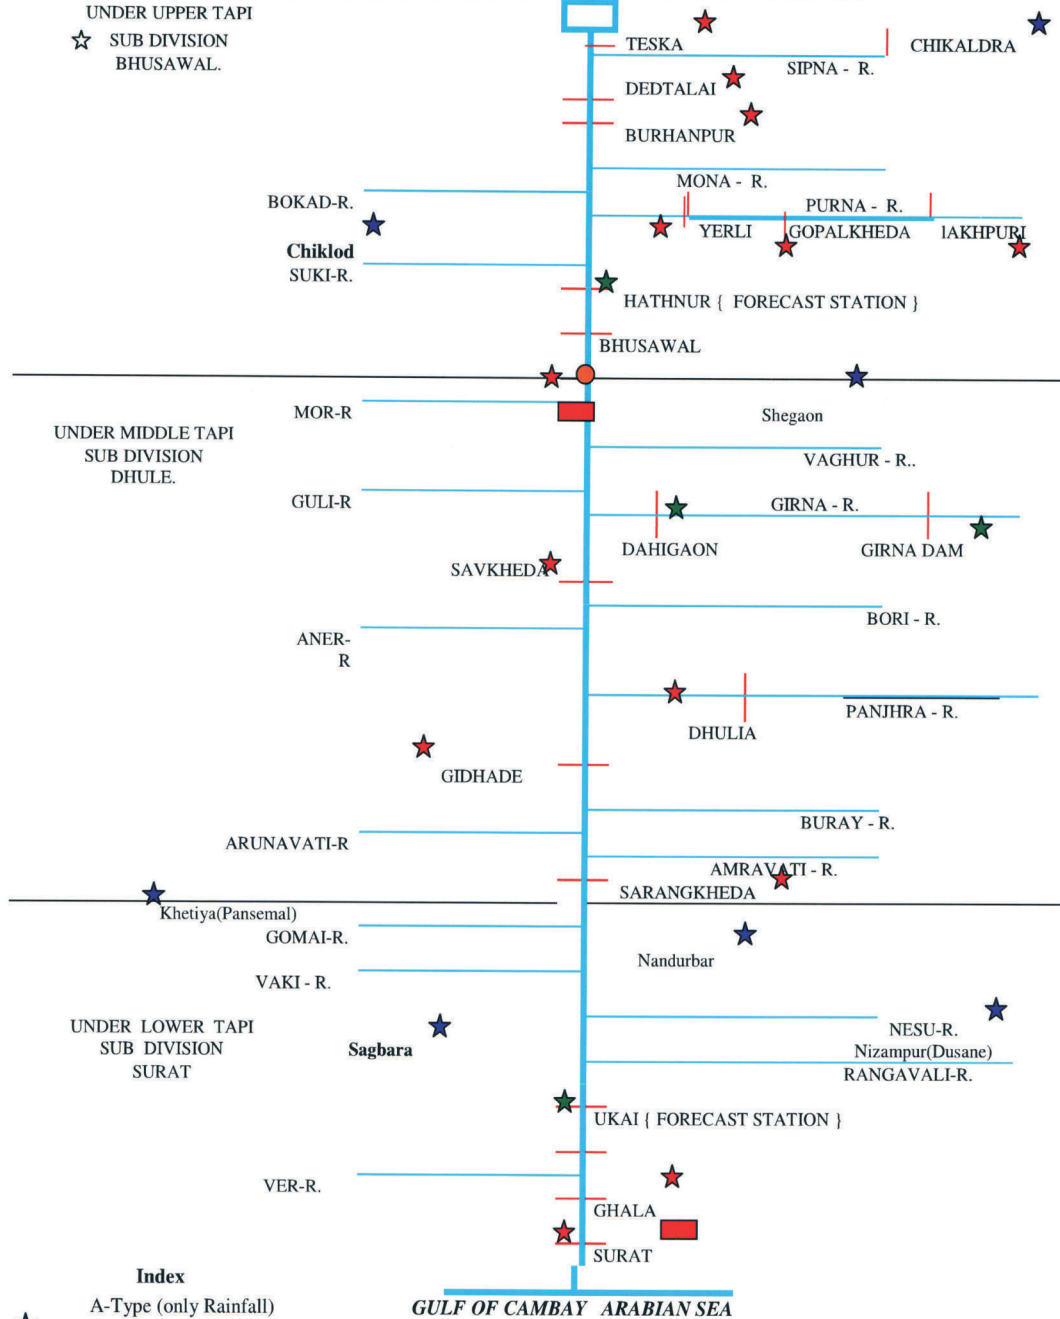 UNDER UPPER TAPI
SUB DIVISION
BHUSAWAL.
TESKA
CHIKALDRA
SIPNA - R.
DEDTALAI
BURHANPUR
MONA - R.
BOKAD-R.
PURNA - R.
YERLI
GOPALKHEDA
lAKHPURI
Chiklod
SUKI-R.
HATHNUR { FORECAST STATION }
BHUSAWAL
MOR-R
Shegaon
UNDER MIDDLE TAPI
SUB DIVISION
DHULE.
VAGHUR - R..
GULI-R
GIRNA - R.
DAHIGAON
GIRNA DAM
SAVKHEDA
BORI - R.
ANER-
R
PANJHRA - R.
DHULIA
GIDHADE
BURAY - R.
ARUNAVATI-R
AMRAVATI - R.
SARANGKHEDA
Khetiya(Pansemal)
GOMAI-R.
Nandurbar
VAKI - R.
UNDER LOWER TAPI
SUB DIVISION
SURAT
Sagbara
NESU-R.
Nizampur(Dusane)
RANGAVALI-R.
UKAI { FORECAST STATION }
VER-R.
GHALA
SURAT
Index
A-Type (only Rainfall)
GULF OF CAMBAY ARABIAN SEA